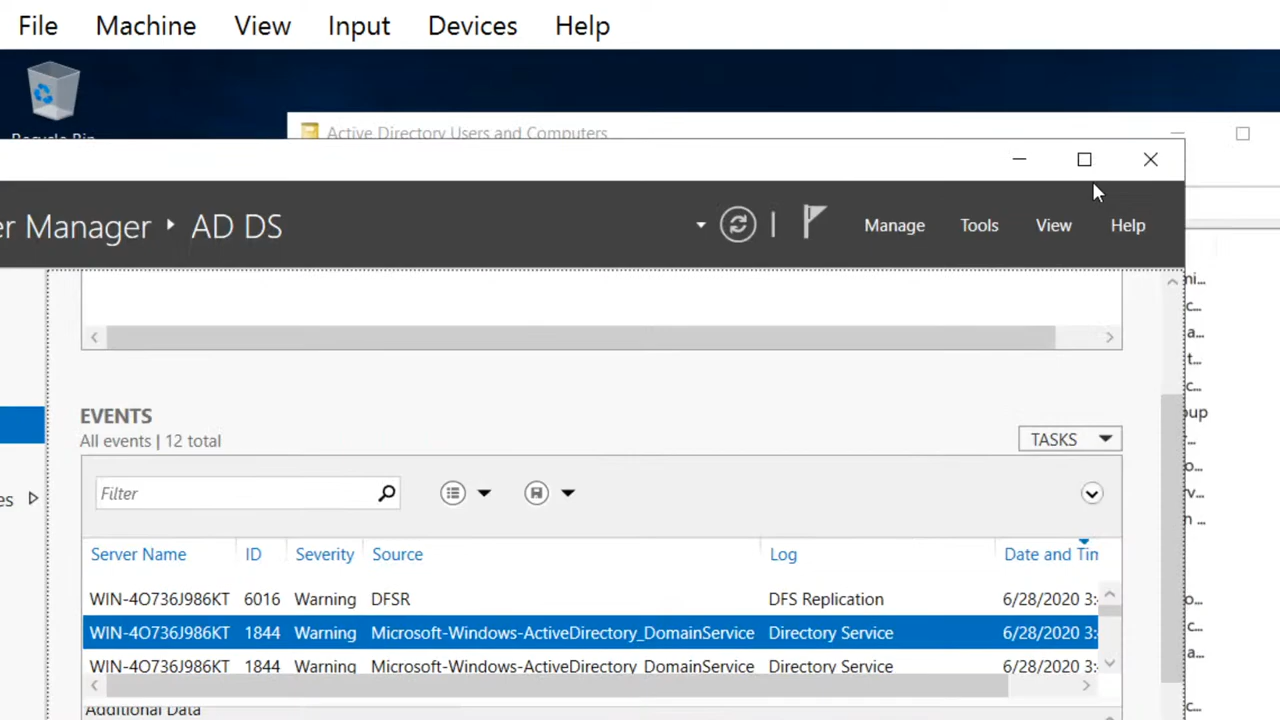 File Machine View Input Devices Help
Recycle Bin
Active Directory Users and Computers
er Manager AD DS
Manage Tools View Help
EVENTS
All events | 12 total
TASKS
Filter
Server Name ID Severity Source Log Date and Tim
WIN-4O736J986KT 6016 Warning DFSR DFS Replication 6/28/2020 3:
WIN-4O736J986KT 1844 Warning Microsoft-Windows-ActiveDirectory_DomainService Directory Service 6/28/2020 3:
WIN-4O736J986KT 1844 Warning Microsoft-Windows-ActiveDirectory_DomainService Directory Service 6/28/2020 3:
Additional Data